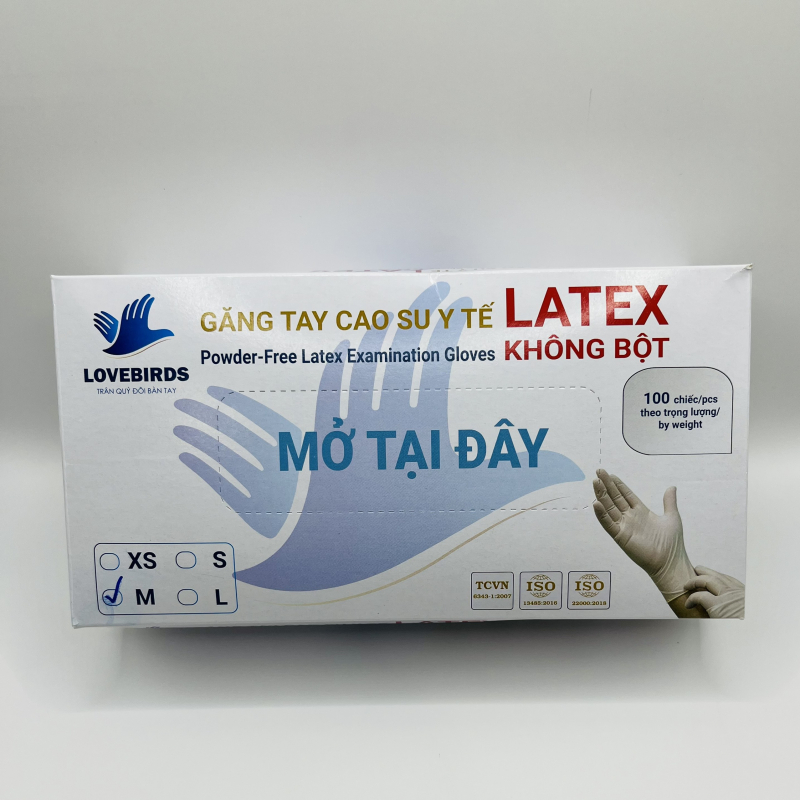 GĂNG TAY CAO SU Y TẾ LATEX
Powder-Free Latex Examination Gloves KHÔNG BỘT
LOVEBIRDS
TRÂN QUÝ ĐÔI BÀN TAY
100 chiếc/pcs
theo trọng lượng/
by weight
MỞ TẠI ĐÂY
XS S
M L
TCVN
6343-1:2007
ISO
13485:2016
ISO
22000:2018